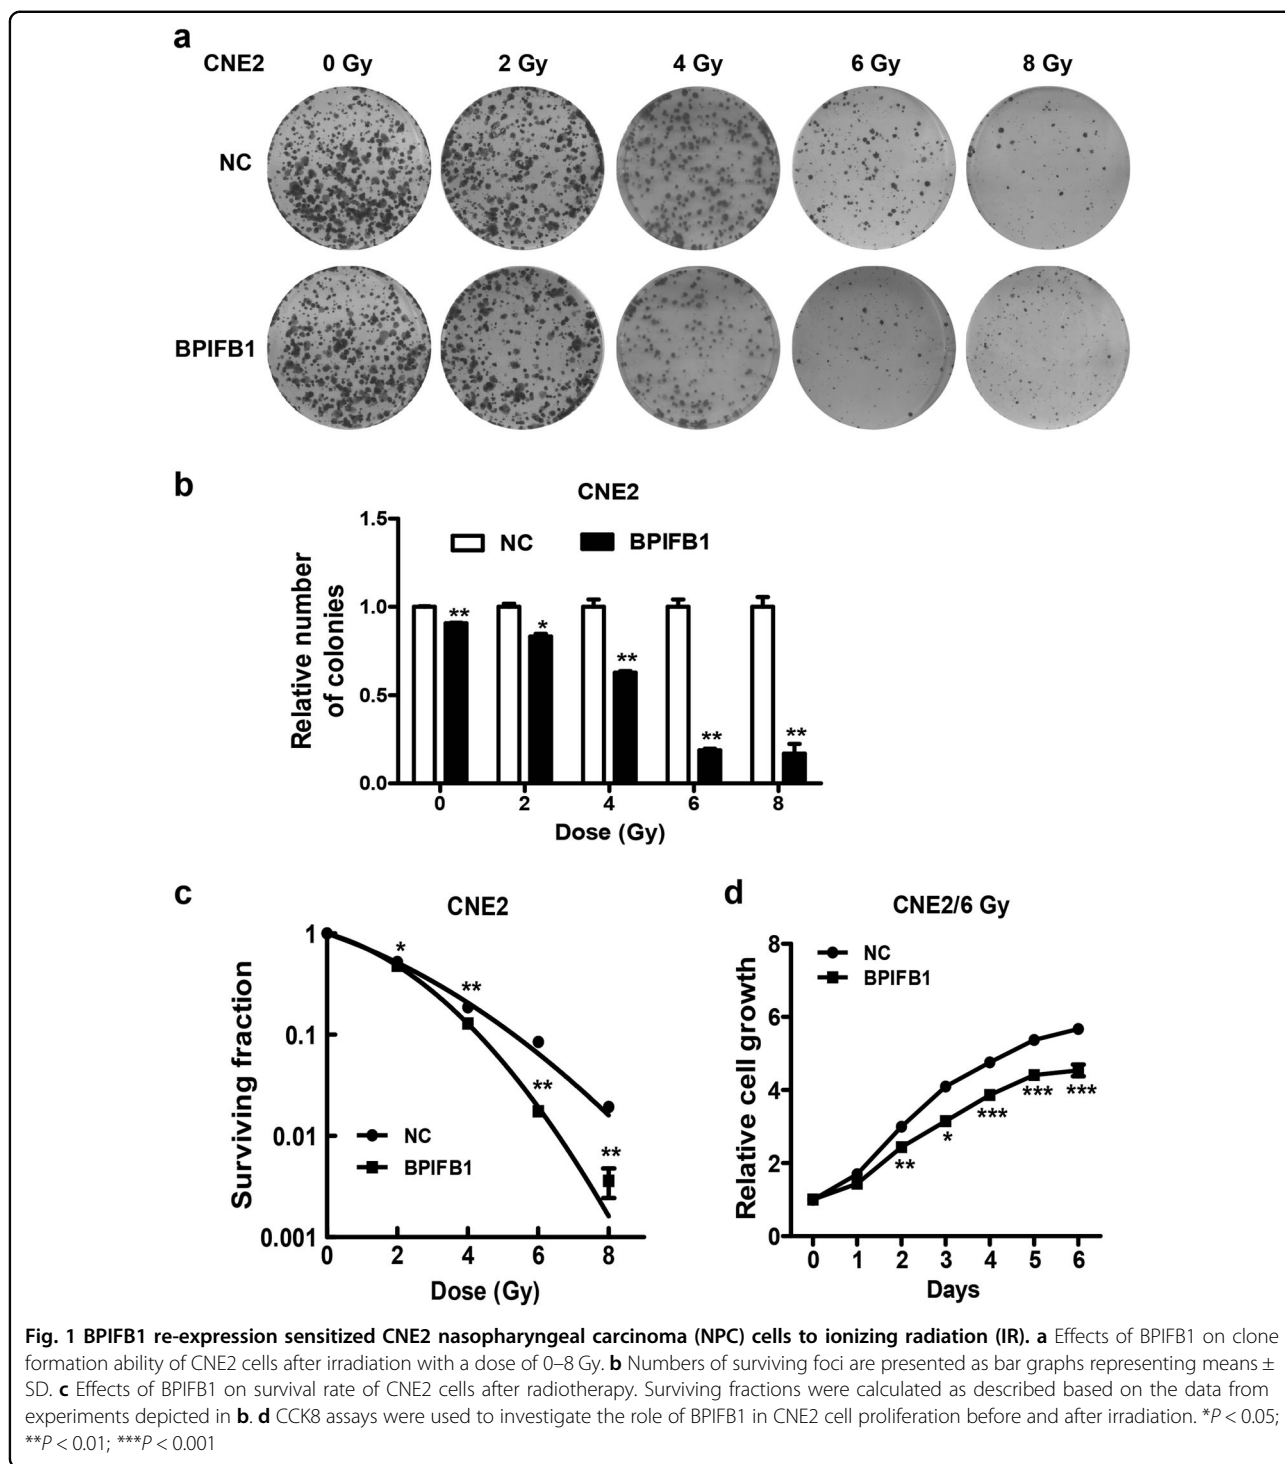 a
CNE2 0 Gy 2 Gy 4 Gy 6 Gy 8 Gy
NC
BPIFB1
b
CNE2
NC BPIFB1
Relative number
of colonies
1.5
1.0
0.5
0.0
** * ** ** **
0 2 4 6 8
Dose (Gy)
c
CNE2
Surviving fraction
1
0.1
0.01
0.001
* ** ** **
NC
BPIFB1
0 2 4 6 8
Dose (Gy)
d
CNE2/6 Gy
Relative cell growth
8
6
4
2
0
NC
BPIFB1
** * *** *** ***
0 1 2 3 4 5 6
Days
Fig. 1 BPIFB1 re-expression sensitized CNE2 nasopharyngeal carcinoma (NPC) cells to ionizing radiation (IR). a Effects of BPIFB1 on clone
formation ability of CNE2 cells after irradiation with a dose of 0–8 Gy. b Numbers of surviving foci are presented as bar graphs representing means ±
SD. c Effects of BPIFB1 on survival rate of CNE2 cells after radiotherapy. Surviving fractions were calculated as described based on the data from
experiments depicted in b. d CCK8 assays were used to investigate the role of BPIFB1 in CNE2 cell proliferation before and after irradiation. *P < 0.05;
**P < 0.01; ***P < 0.001